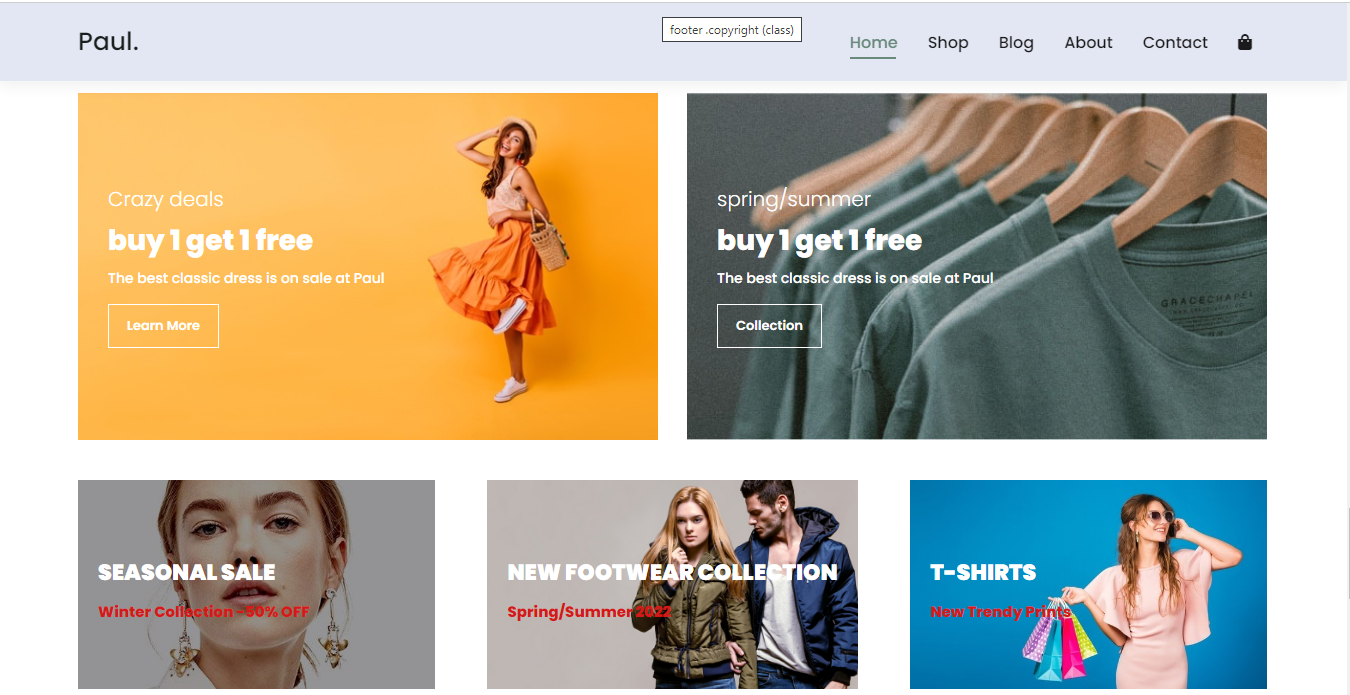 Paul.
footer .copyright (class)
Home
Shop
Blog
About
Contact
Crazy deals
buy 1 get 1 free
The best classic dress is on sale at Paul
Learn More
spring/summer
buy 1 get 1 free
The best classic dress is on sale at Paul
Collection
GRACECHAPEL
SEASONAL SALE
Winter Collection -50% OFF
NEW FOOTWEAR COLLECTION
Spring/Summer 2022
T-SHIRTS
New Trendy Prints